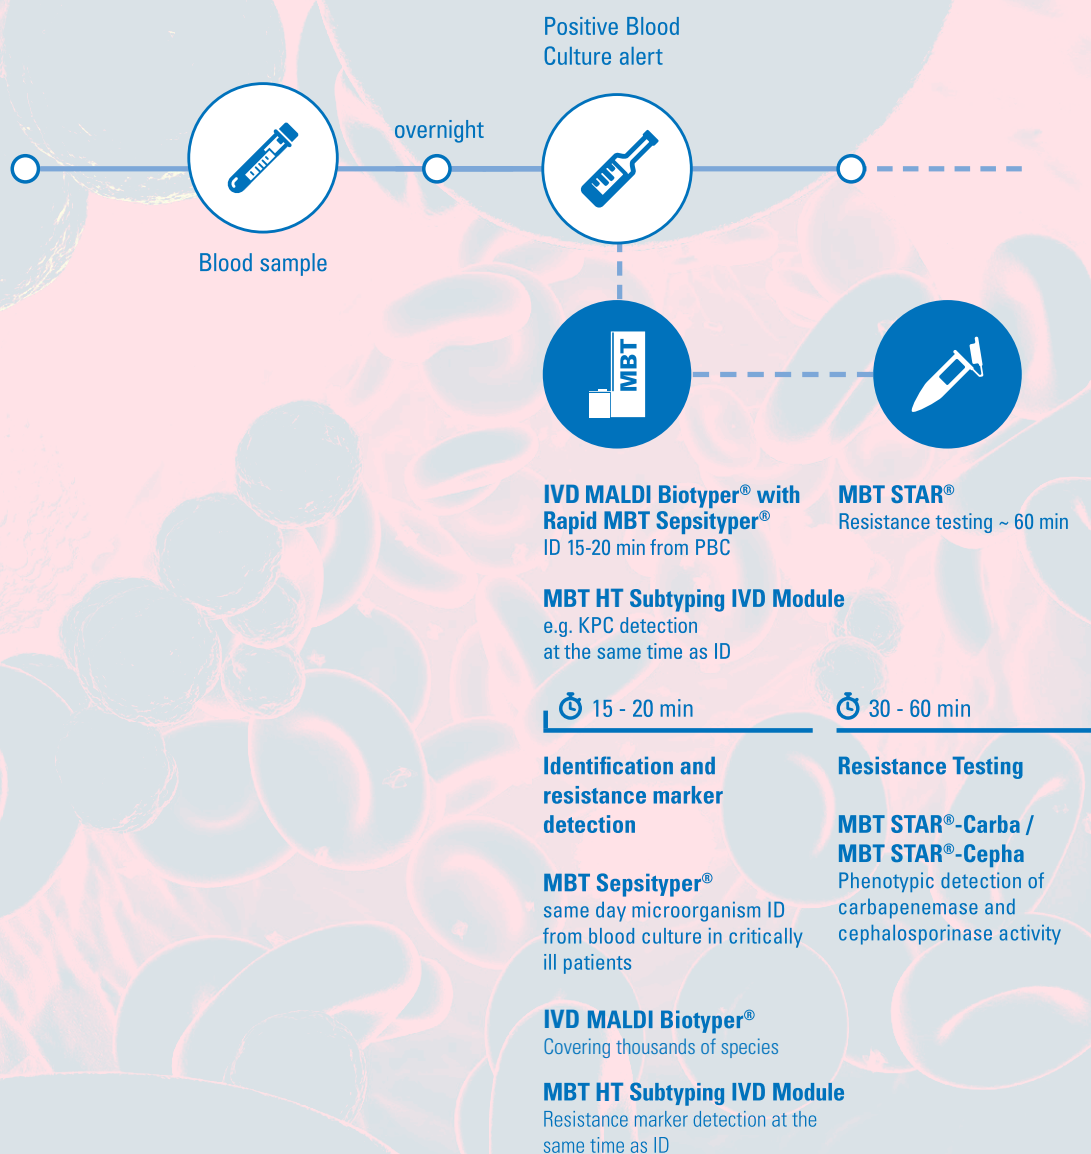 Positive Blood
Culture alert
overnight
Blood sample
MBT
IVD MALDI Biotyper® with
Rapid MBT Sepsityper®
ID 15-20 min from PBC
MBT HT Subtyping IVD Module
e.g. KPC detection
at the same time as ID
MBT STAR®
Resistance testing ~ 60 min
15 - 20 min
Identification and
resistance marker
detection
MBT Sepsityper®
same day microorganism ID
from blood culture in critically
ill patients
IVD MALDI Biotyper®
Covering thousands of species
MBT HT Subtyping IVD Module
Resistance marker detection at the
same time as ID
30 - 60 min
Resistance Testing
MBT STAR®-Carba /
MBT STAR®-Cepha
Phenotypic detection of
carbapenemase and
cephalosporinase activity